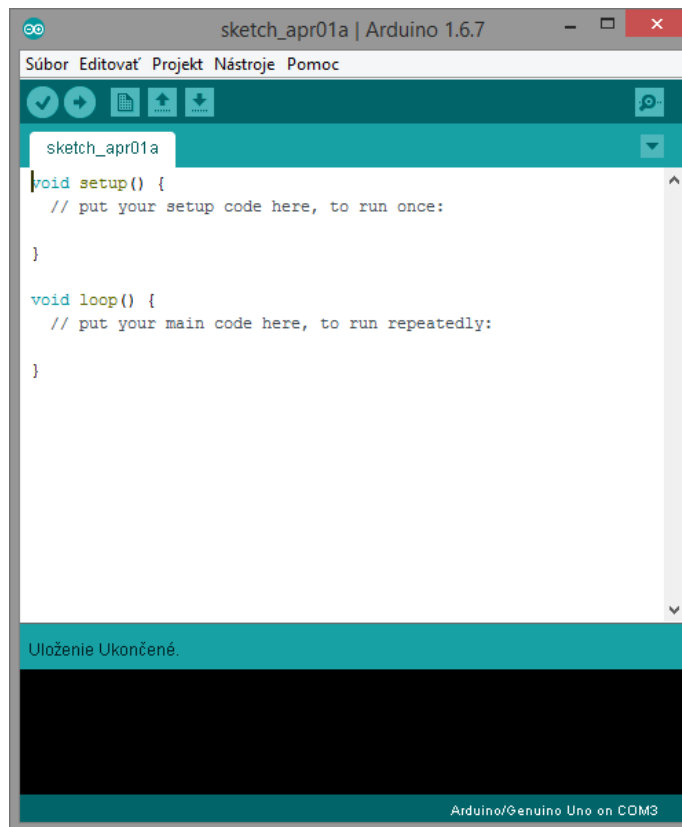 sketch_apr01a | Arduino 1.6.7
Súbor Editovať Projekt Nástroje Pomoc
sketch_apr01a
void setup() {
  // put your setup code here, to run once:
}
void loop() {
  // put your main code here, to run repeatedly:
}
Uloženie Ukončené.
Arduino/Genuino Uno on COM3